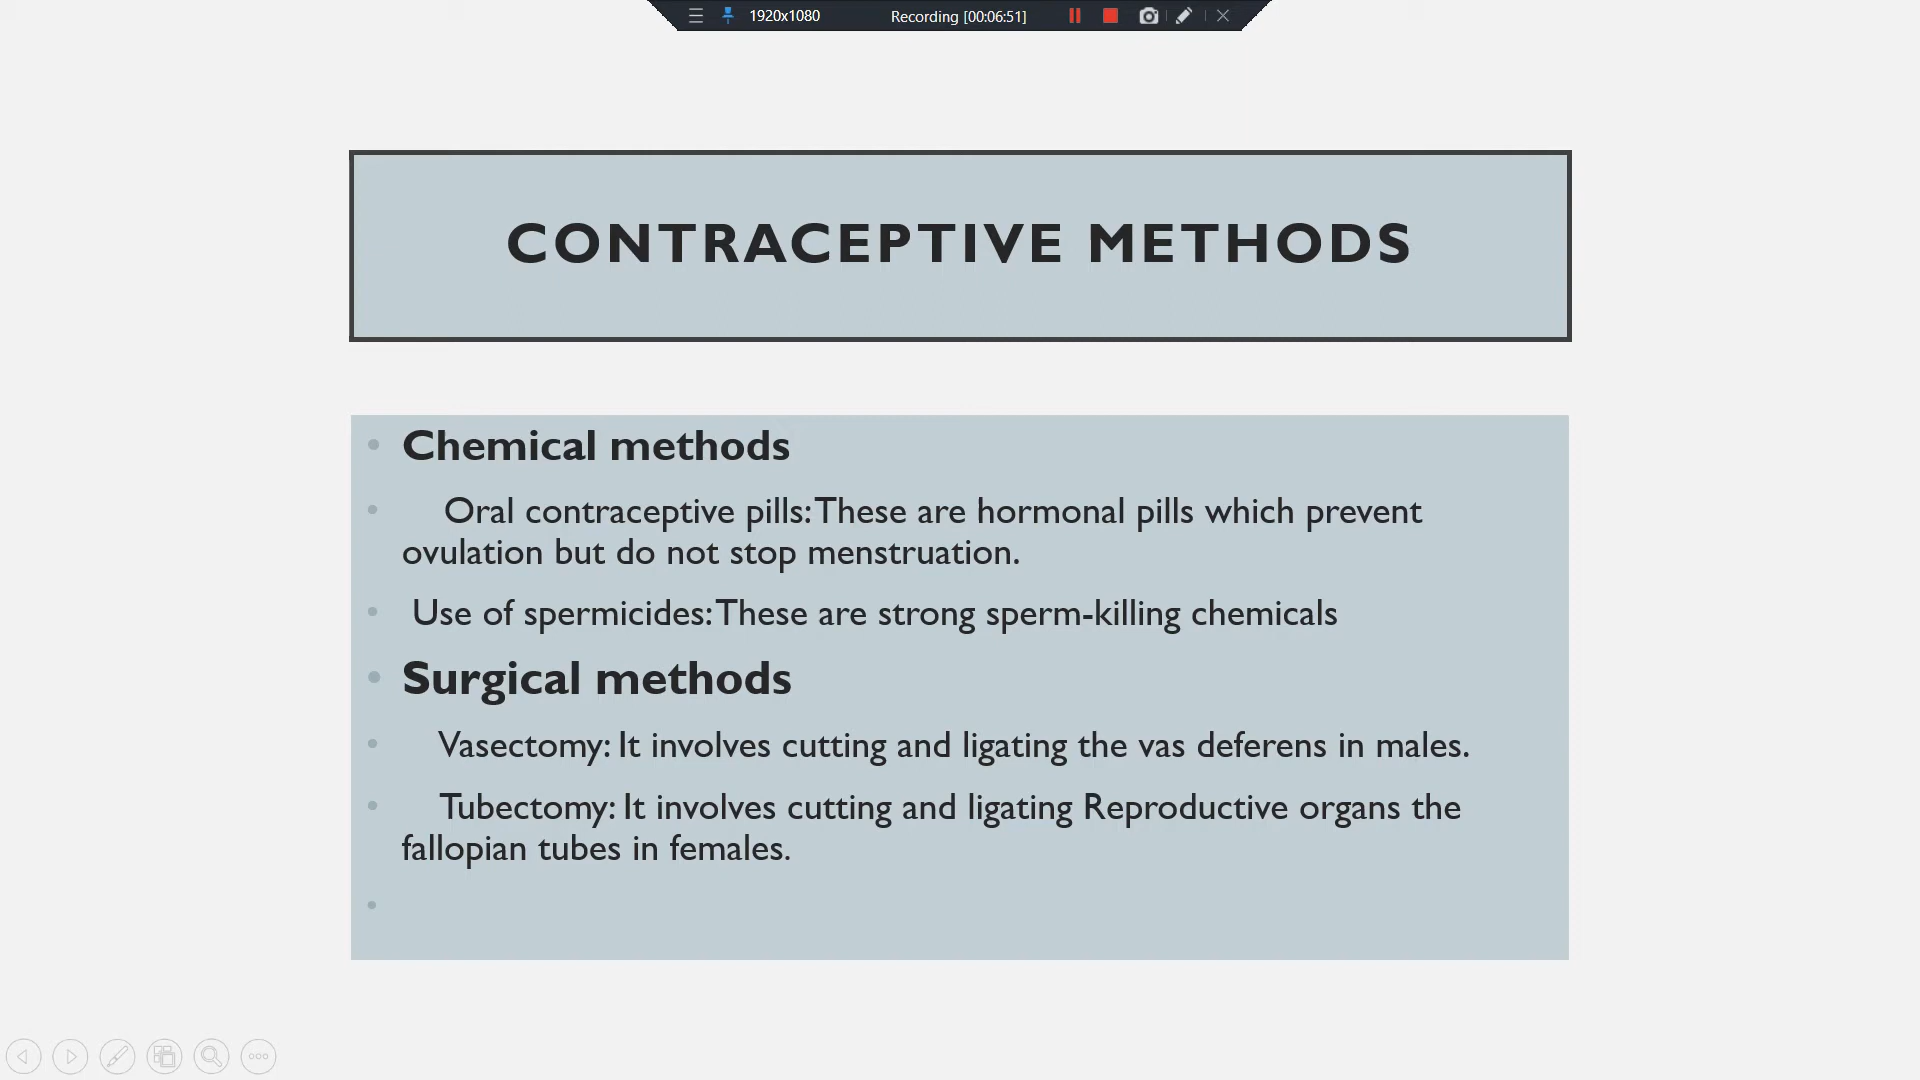 1920x1080 Recording [00:06:51]
CONTRACEPTIVE METHODS
• Chemical methods
• Oral contraceptive pills: These are hormonal pills which prevent
ovulation but do not stop menstruation.
• Use of spermicides: These are strong sperm-killing chemicals
• Surgical methods
• Vasectomy: It involves cutting and ligating the vas deferens in males.
• Tubectomy: It involves cutting and ligating Reproductive organs the
fallopian tubes in females.
•